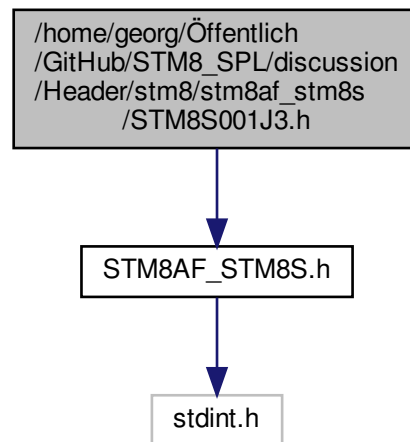 /home/georg/Öffentlich
/GitHub/STM8_SPL/discussion
/Header/stm8/stm8af_stm8s
/STM8S001J3.h
STM8AF_STM8S.h
stdint.h